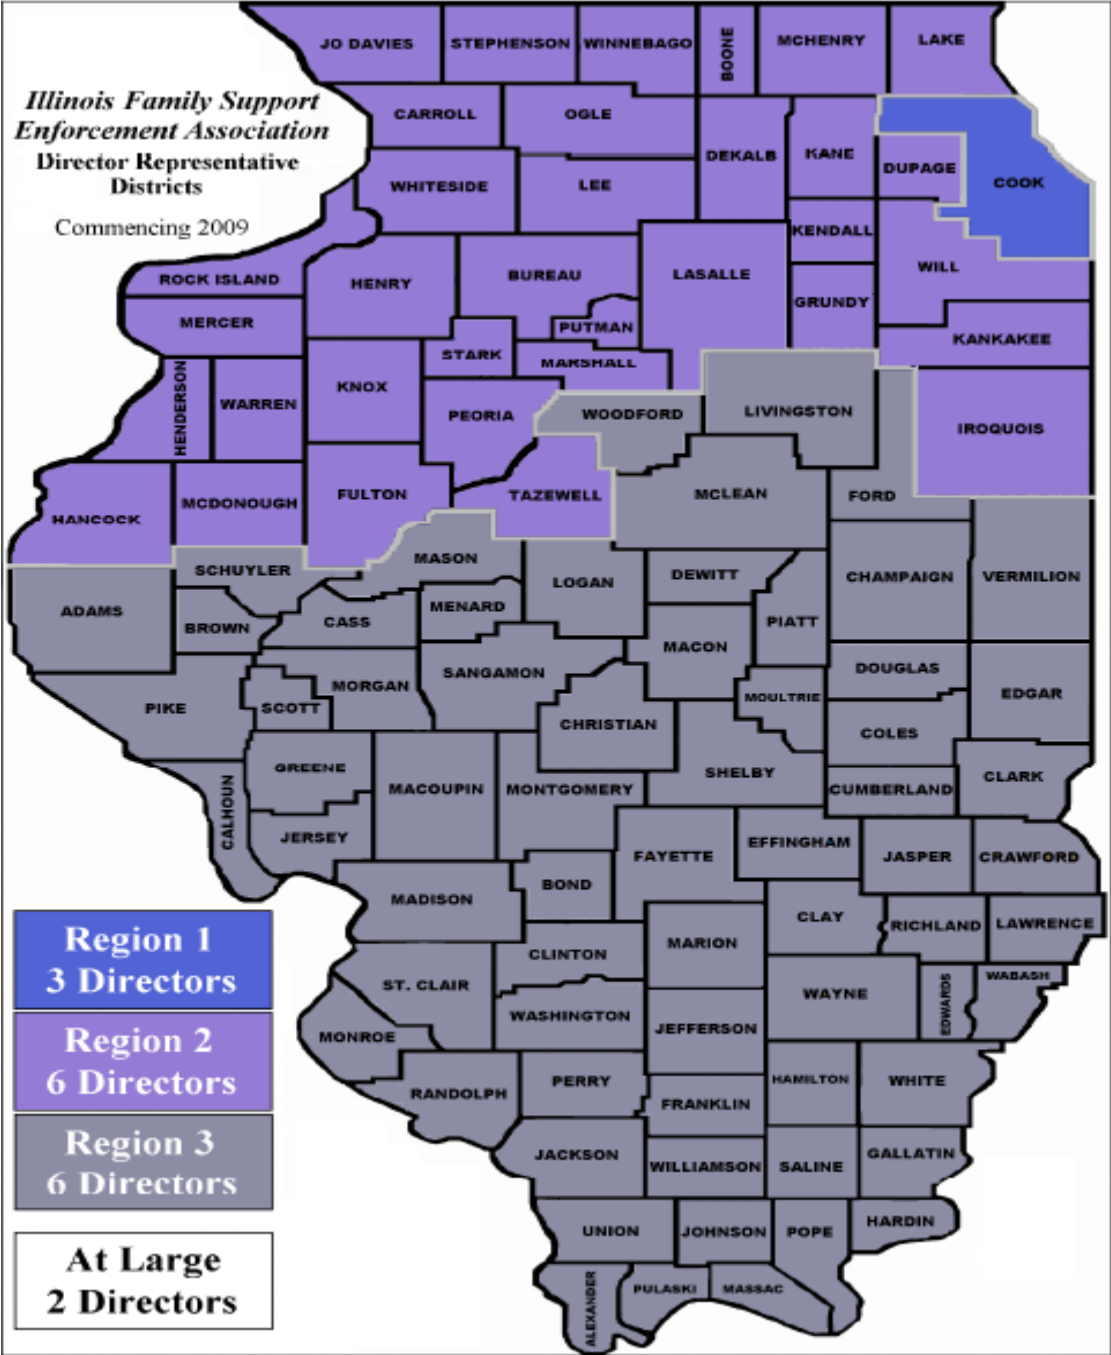 Illinois Family Support
Enforcement Association
Director Representative
Districts
Commencing 2009
JO DAVIES
STEPHENSON
WINNEBAGO
BOONE
MCHENRY
LAKE
CARROLL
OGLE
DEKALB
KANE
DUPAGE
COOK
WHITESIDE
LEE
KENDALL
ROCK ISLAND
HENRY
BUREAU
LASALLE
WILL
GRUNDY
MERCER
PUTMAN
KANKAKEE
STARK
MARSHALL
HENDERSON
WARREN
KNOX
PEORIA
WOODFORD
LIVINGSTON
IROQUOIS
HANCOCK
MCDONOUGH
FULTON
TAZEWELL
MCLEAN
FORD
SCHUYLER
MASON
LOGAN
DEWITT
CHAMPAIGN
VERMILION
ADAMS
BROWN
CASS
MENARD
PIATT
MACON
SANGAMON
DOUGLAS
PIKE
SCOTT
MORGAN
MOULTRIE
EDGAR
CHRISTIAN
COLES
GREENE
MACOUPIN
MONTGOMERY
SHELBY
CUMBERLAND
CLARK
CALHOUN
JERSEY
FAYETTE
EFFINGHAM
JASPER
CRAWFORD
MADISON
BOND
CLAY
RICHLAND
LAWRENCE
CLINTON
MARION
ST. CLAIR
WAYNE
EDWARDS
WABASH
WASHINGTON
JEFFERSON
MONROE
RANDOLPH
PERRY
HAMILTON
WHITE
FRANKLIN
JACKSON
WILLIAMSON
SALINE
GALLATIN
UNION
JOHNSON
POPE
HARDIN
ALEXANDER
PULASKI
MASSAC
Region 1
3 Directors
Region 2
6 Directors
Region 3
6 Directors
At Large
2 Directors